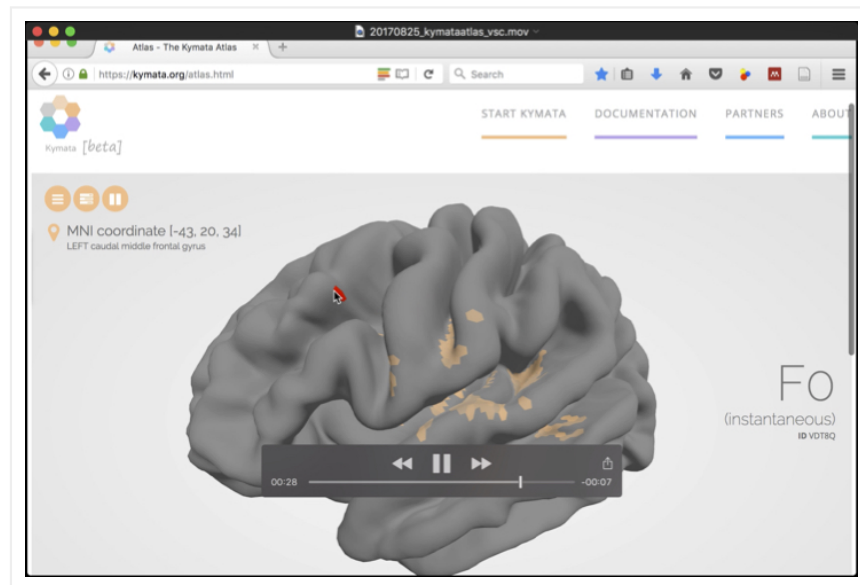 20170825_kymataatlas_vsc.mov
Atlas - The Kymata Atlas
https://kymata.org/atlas.html
Search
Kymata [beta]
START KYMATA
DOCUMENTATION
PARTNERS
ABOUT
MNI coordinate [-43, 20, 34]
LEFT caudal middle frontal gyrus
Fo
(instantaneous)
ID VDT8Q
00:28
-00:07